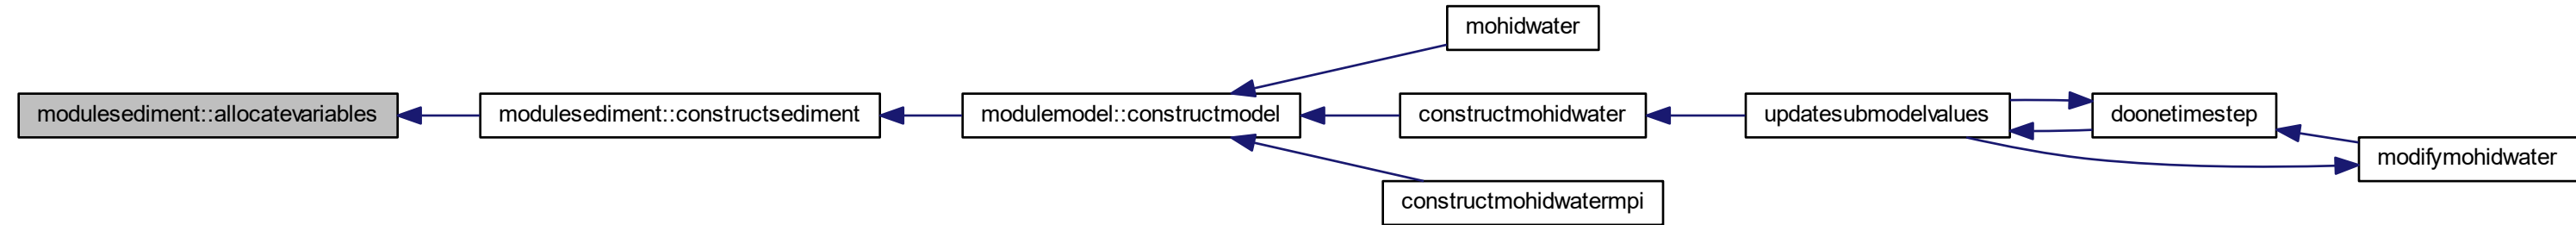 mohidwater
modulesediment::allocatevariables
modulesediment::constructsediment
modulemodel::constructmodel
constructmohidwater
updatesubmodelvalues
doonetimestep
modifymohidwater
constructmohidwatermpi